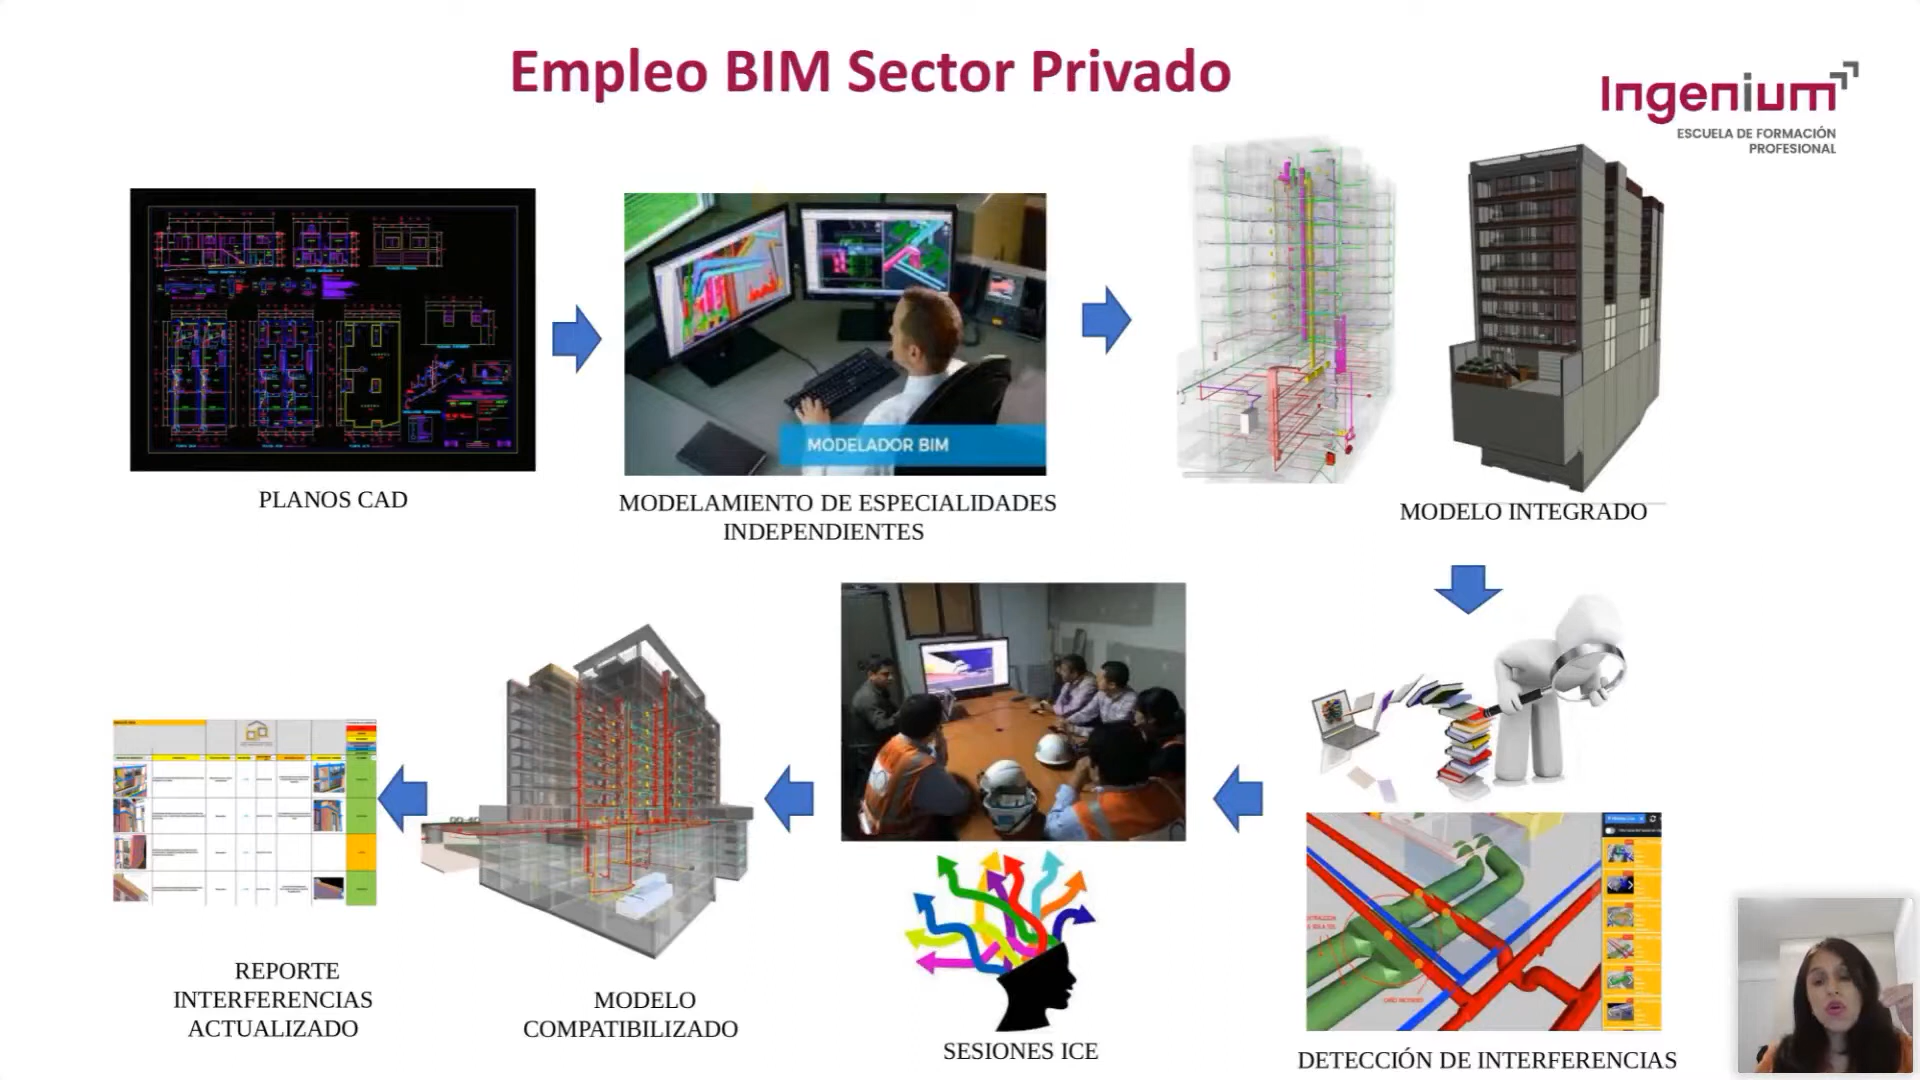 Empleo BIM Sector Privado
Ingenium
ESCUELA DE FORMACIÓN
PROFESIONAL
MODELADOR BIM
PLANOS CAD
MODELAMIENTO DE ESPECIALIDADES
INDEPENDIENTES
MODELO INTEGRADO
REPORTE
INTERFERENCIAS
ACTUALIZADO
MODELO
COMPATIBILIZADO
SESIONES ICE
DETECCIÓN DE INTERFERENCIAS